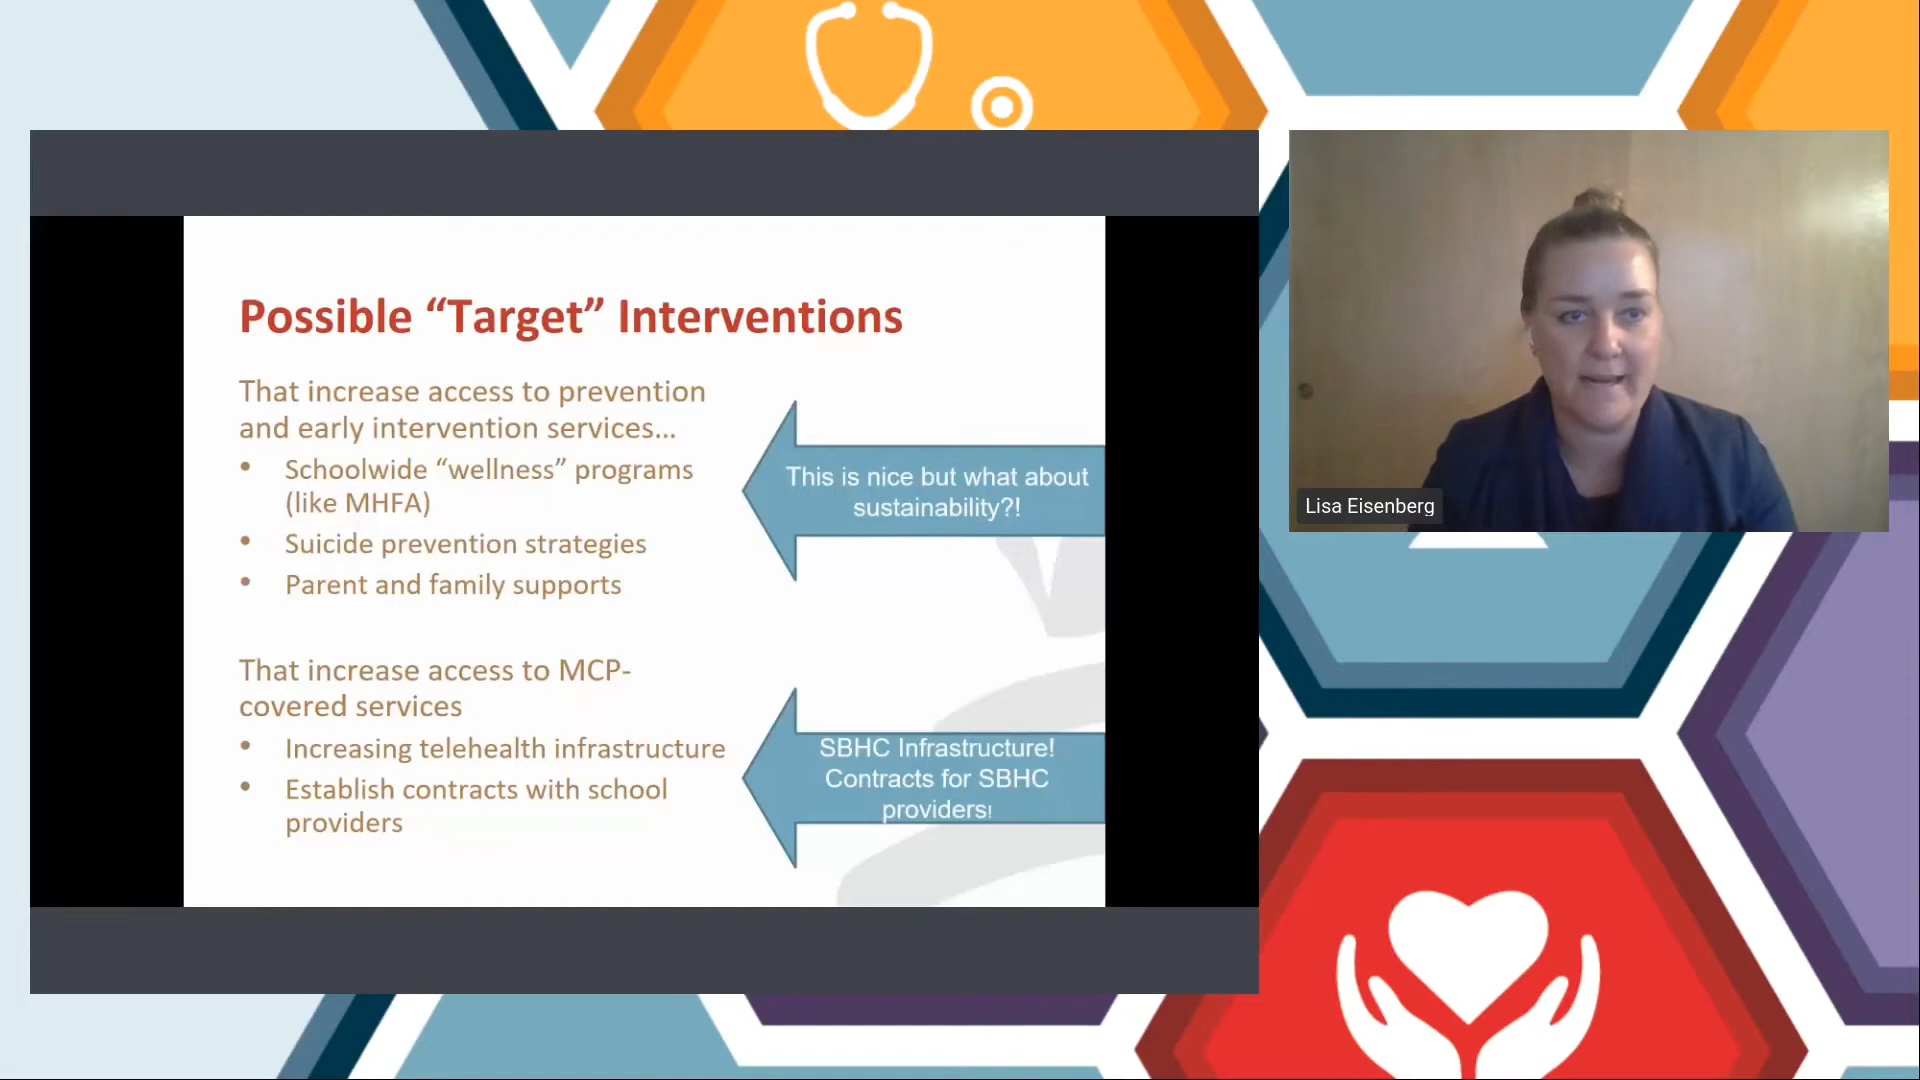 Possible “Target” Interventions
That increase access to prevention
and early intervention services...
• Schoolwide “wellness” programs
(like MHFA)
• Suicide prevention strategies
• Parent and family supports
This is nice but what about
sustainability?!
That increase access to MCP-
covered services
• Increasing telehealth infrastructure
• Establish contracts with school
providers
SBHC Infrastructure!
Contracts for SBHC
providers!
Lisa Eisenberg